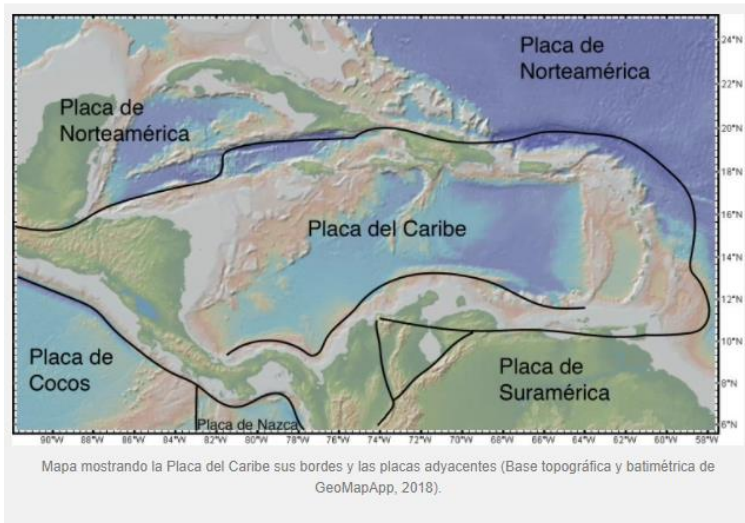 Placa de
Norteamérica
Placa de
Norteamérica
Placa del Caribe
Placa de
Cocos
Placa de
Suramérica
Placa de Nazca
24°N
22°N
20°N
18°N
16°N
14°N
12°N
10°N
8°N
6°N
90°W 88°W 86°W 84°W 82°W 80°W 78°W 76°W 74°W 72°W 70°W 68°W 66°W 64°W 62°W 60°W 58°W
Mapa mostrando la Placa del Caribe sus bordes y las placas adyacentes (Base topográfica y batimétrica de
GeoMapApp, 2018).